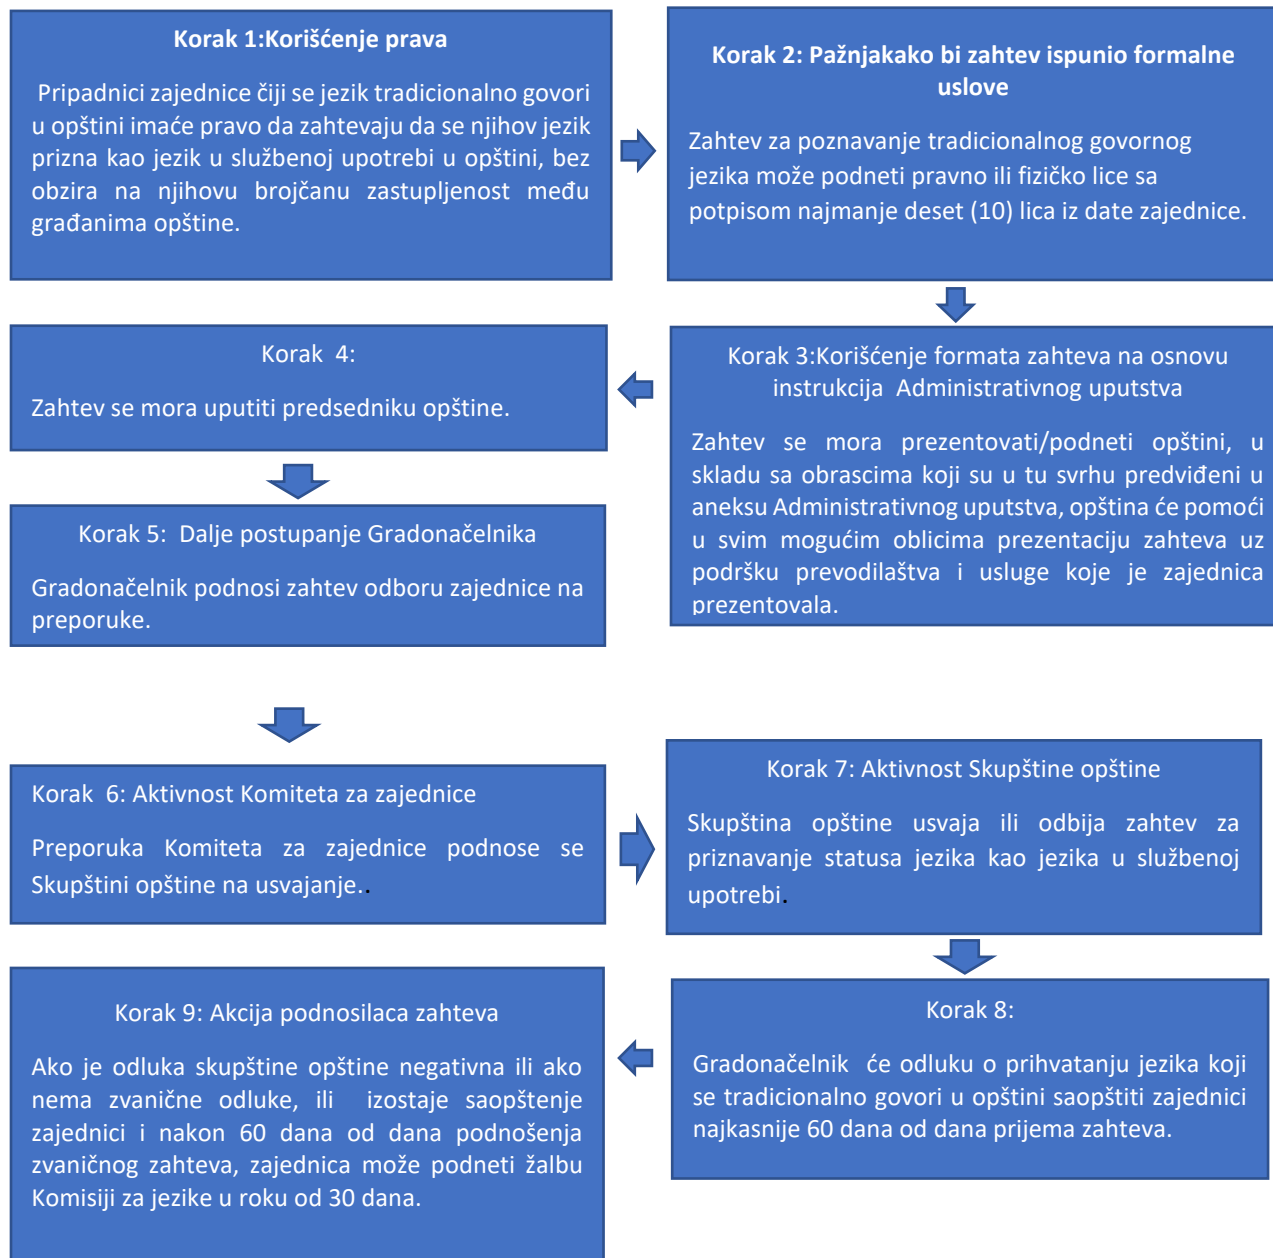 Korak 1:Korišćenje prava
Pripadnici zajednice čiji se jezik tradicionalno govori
u opštini imaće pravo da zahtevaju da se njihov jezik
prizna kao jezik u službenoj upotrebi u opštini, bez
obzira na njihovu brojčanu zastupljenost među
građanima opštine.
Korak 2: Pažnjakako bi zahtev ispunio formalne
uslove
Zahtev za poznavanje tradicionalnog govornog
jezika može podneti pravno ili fizičko lice sa
potpisom najmanje deset (10) lica iz date zajednice.
Korak 3:Korišćenje formata zahteva na osnovu
instrukcija Administrativnog uputstva
Zahtev se mora prezentovati/podneti opštini, u
skladu sa obrascima koji su u tu svrhu predviđeni u
aneksu Administrativnog uputstva, opština će pomoći
u svim mogućim oblicima prezentaciju zahteva uz
podršku prevodilaštva i usluge koje je zajednica
prezentovala.
Korak 4:
Zahtev se mora uputiti predsedniku opštine.
Korak 5: Dalje postupanje Gradonačelnika
Gradonačelnik podnosi zahtev odboru zajednice na
preporuke.
Korak 6: Aktivnost Komiteta za zajednice
Preporuka Komiteta za zajednice podnose se
Skupštini opštine na usvajanje..
Korak 7: Aktivnost Skupštine opštine
Skupština opštine usvaja ili odbija zahtev za
priznavanje statusa jezika kao jezika u službenoj
upotrebi.
Korak 8:
Gradonačelnik će odluku o prihvatanju jezika koji
se tradicionalno govori u opštini saopštiti zajednici
najkasnije 60 dana od dana prijema zahteva.
Korak 9: Akcija podnosilaca zahteva
Ako je odluka skupštine opštine negativna ili ako
nema zvanične odluke, ili izostaje saopštenje
zajednici i nakon 60 dana od dana podnošenja
zvaničnog zahteva, zajednica može podneti žalbu
Komisiji za jezike u roku od 30 dana.